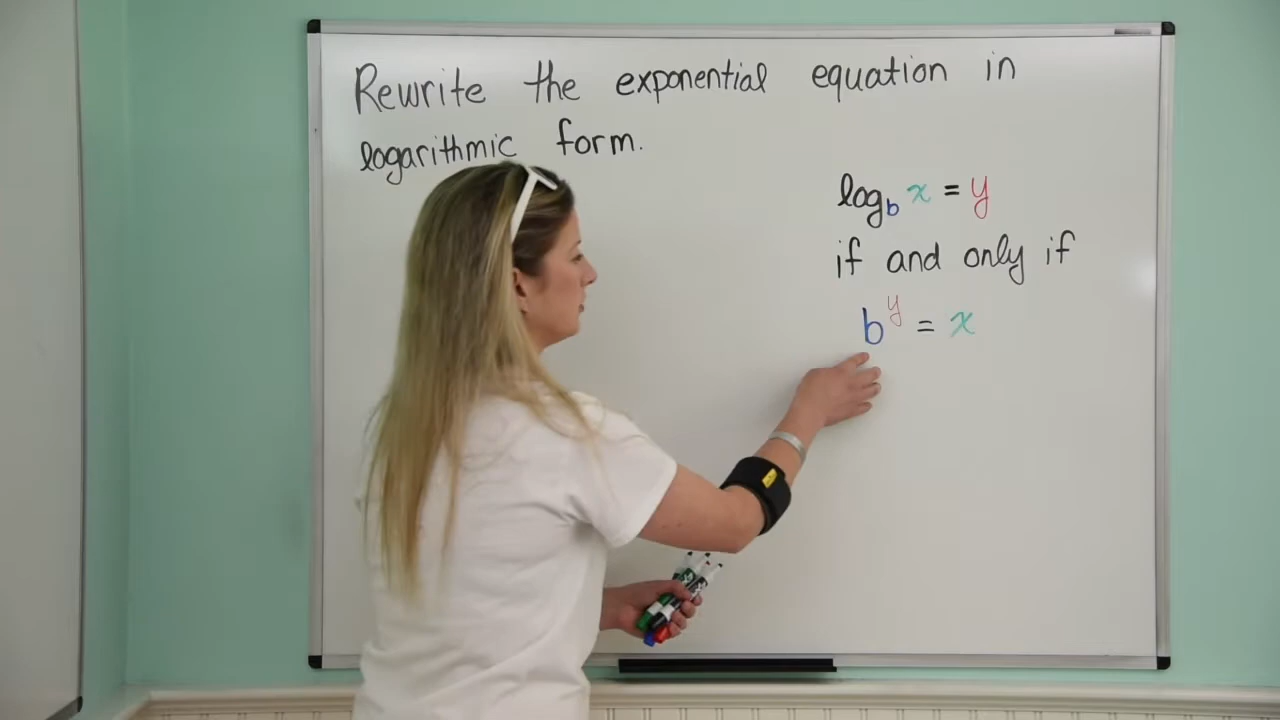 Rewrite the exponential equation in
logarithmic form.
log_b x = y
if and only if
b^y = x